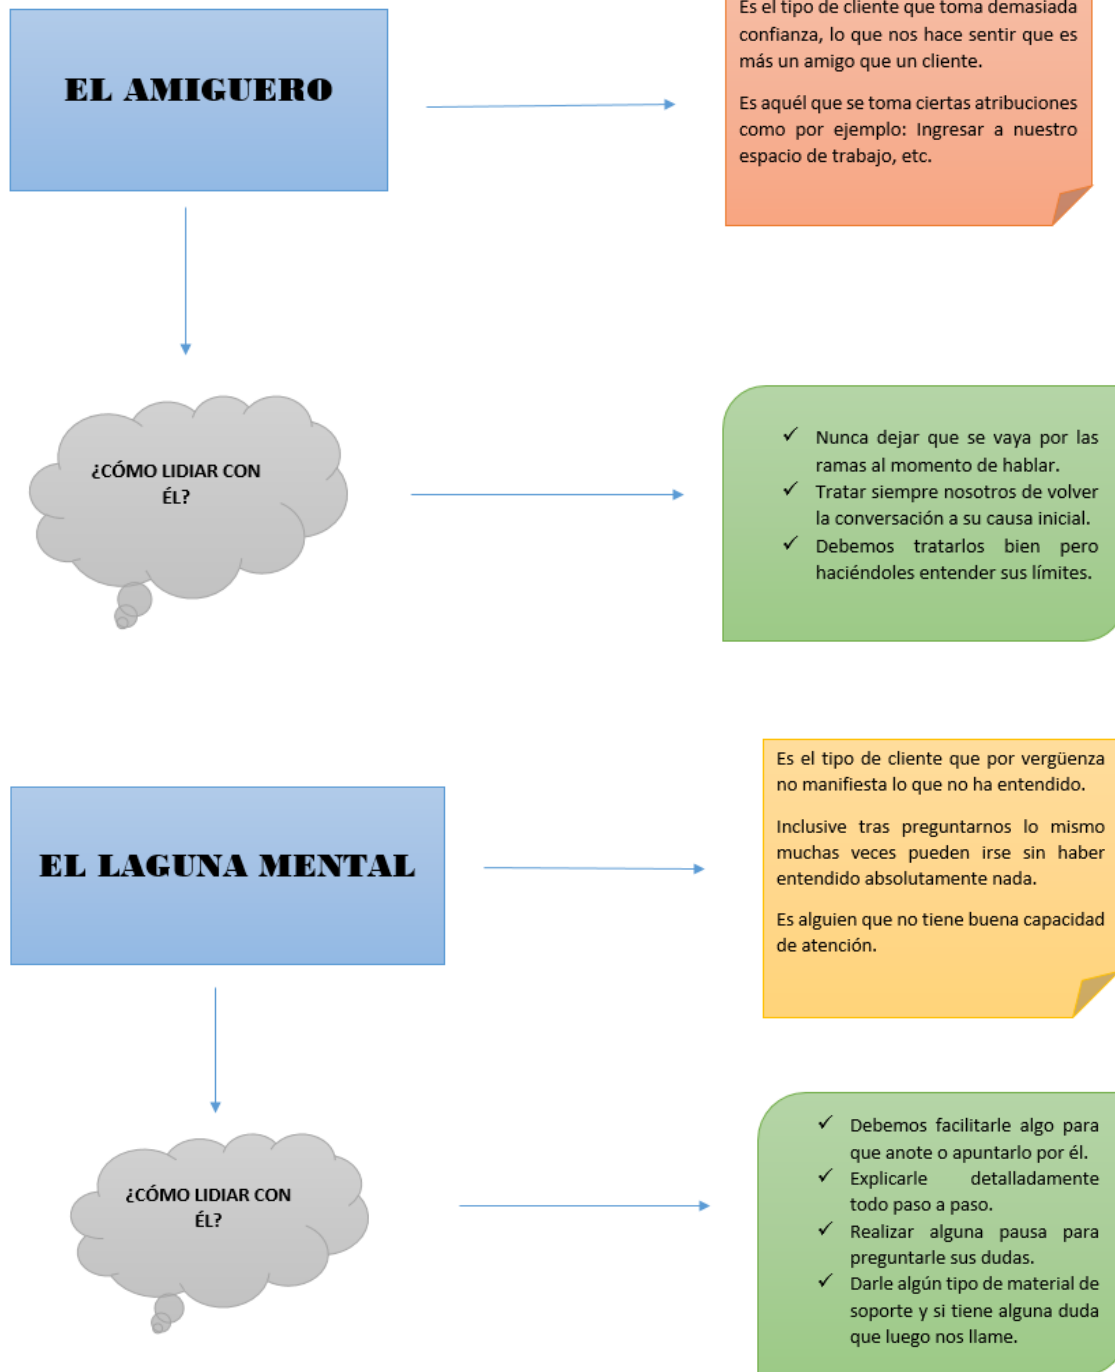 EL AMIGUERO
Es el tipo de cliente que toma demasiada
confianza, lo que nos hace sentir que es
más un amigo que un cliente.
Es aquél que se toma ciertas atribuciones
como por ejemplo: Ingresar a nuestro
espacio de trabajo, etc.
¿CÓMO LIDIAR CON
ÉL?
✓ Nunca dejar que se vaya por las
ramas al momento de hablar.
✓ Tratar siempre nosotros de volver
la conversación a su causa inicial.
✓ Debemos tratarlos bien pero
haciéndoles entender sus límites.
EL LAGUNA MENTAL
Es el tipo de cliente que por vergüenza
no manifiesta lo que no ha entendido.
Inclusive tras preguntarnos lo mismo
muchas veces pueden irse sin haber
entendido absolutamente nada.
Es alguien que no tiene buena capacidad
de atención.
¿CÓMO LIDIAR CON
ÉL?
✓ Debemos facilitarle algo para
que anote o apuntarlo por él.
✓ Explicarle detalladamente
todo paso a paso.
✓ Realizar alguna pausa para
preguntarle sus dudas.
✓ Darle algún tipo de material de
soporte y si tiene alguna duda
que luego nos llame.